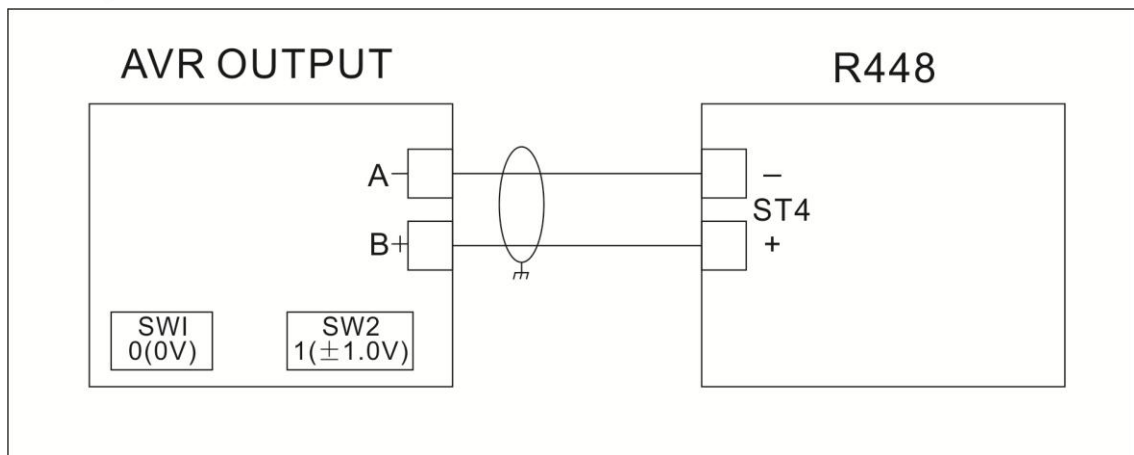 AVR OUTPUT
R448
A−
−
ST4
B+
+
SWI
0(0V)
SW2
1(±1.0V)